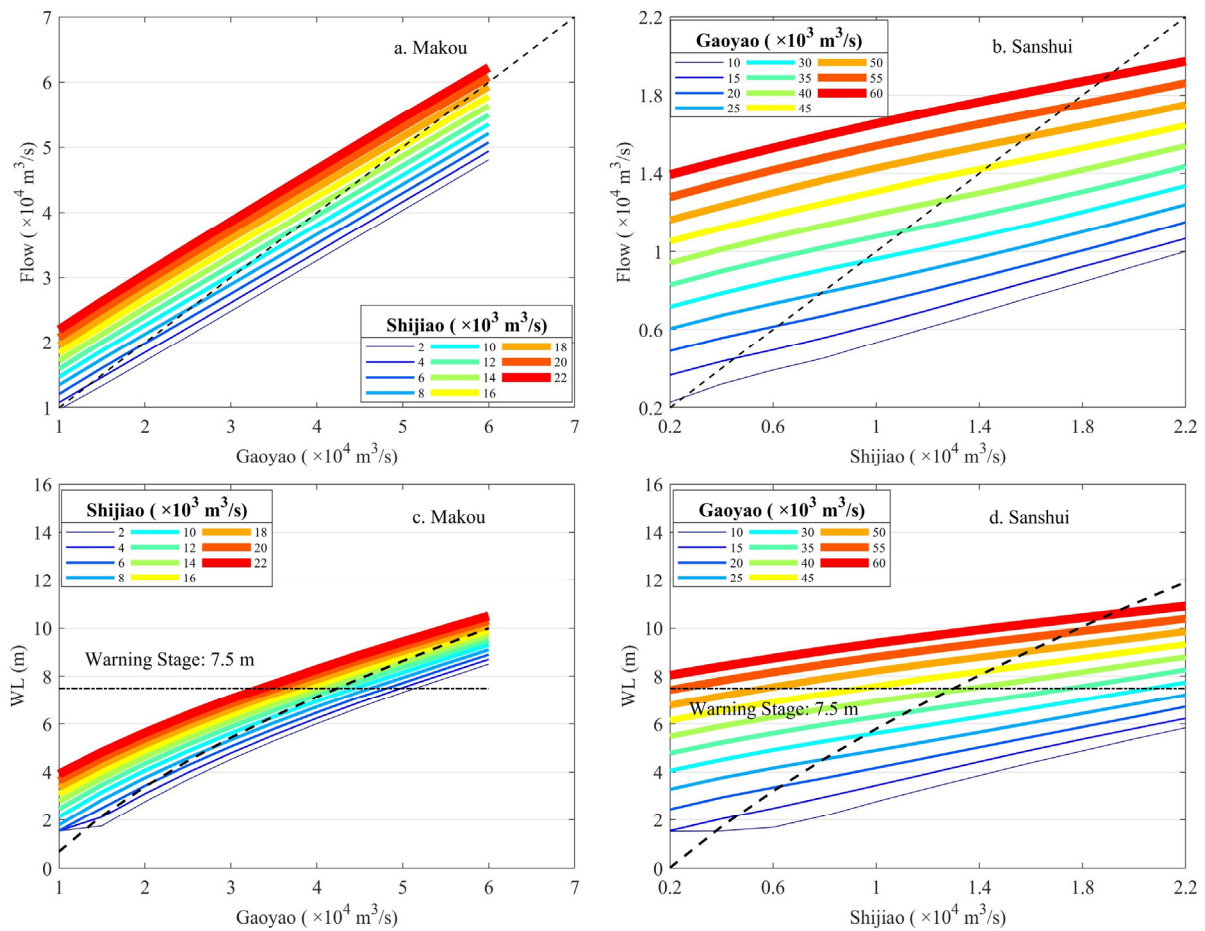 a. Makou
Flow ( ×10⁴ m³/s)
7
6
5
4
3
2
1
Shijiao ( ×10³ m³/s)
2 10 18
4 12 20
6 14 22
8 16
1 2 3 4 5 6 7
Gaoyao ( ×10⁴ m³/s)
b. Sanshui
Gaoyao ( ×10³ m³/s)
10 30 50
15 35 55
20 40 60
25 45
Flow ( ×10⁴ m³/s)
2.2
1.8
1.4
1
0.6
0.2
0.2 0.6 1 1.4 1.8 2.2
Shijiao ( ×10⁴ m³/s)
c. Makou
Shijiao ( ×10³ m³/s)
2 10 18
4 12 20
6 14 22
8 16
WL (m)
16
14
12
10
8
6
4
2
0
Warning Stage: 7.5 m
1 2 3 4 5 6 7
Gaoyao ( ×10⁴ m³/s)
d. Sanshui
Gaoyao ( ×10³ m³/s)
10 30 50
15 35 55
20 40 60
25 45
WL (m)
16
14
12
10
8
6
4
2
0
Warning Stage: 7.5 m
0.2 0.6 1 1.4 1.8 2.2
Shijiao ( ×10⁴ m³/s)